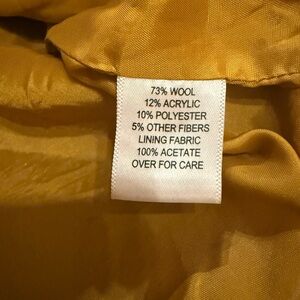 73% WOOL
12% ACRYLIC
10% POLYESTER
5% OTHER FIBERS
LINING FABRIC
100% ACETATE
OVER FOR CARE